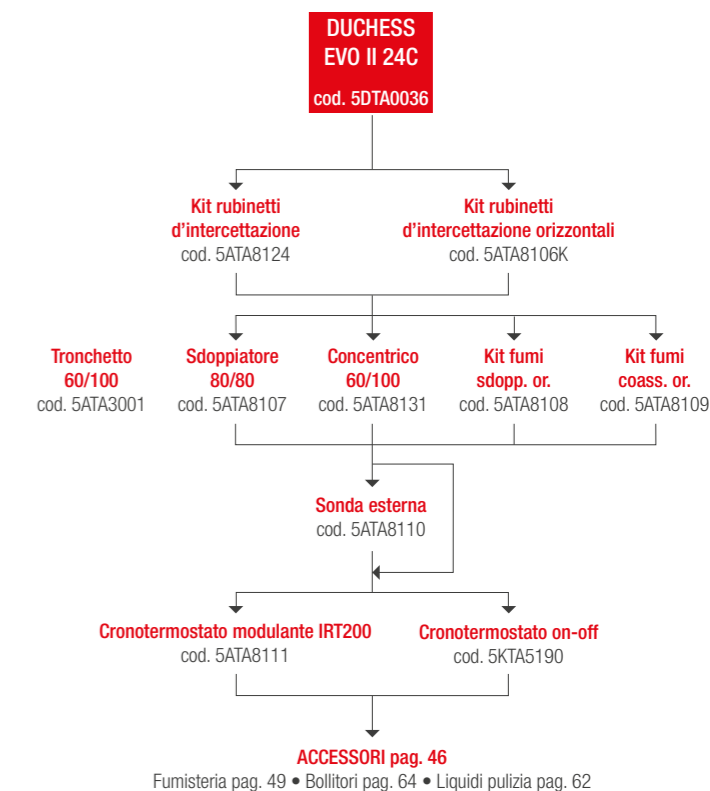 DUCHESS
EVO II 24C
cod. 5DTA0036
Kit rubinetti
d'intercettazione
cod. 5ATA8124
Kit rubinetti
d'intercettazione orizzontali
cod. 5ATA8106K
Tronchetto
60/100
cod. 5ATA3001
Sdoppiatore
80/80
cod. 5ATA8107
Concentrico
60/100
cod. 5ATA8131
Kit fumi
sdopp. or.
cod. 5ATA8108
Kit fumi
coass. or.
cod. 5ATA8109
Sonda esterna
cod. 5ATA8110
Cronotermostato modulante IRT200
cod. 5ATA8111
Cronotermostato on-off
cod. 5KTA5190
ACCESSORI pag. 46
Fumisteria pag. 49 • Bollitori pag. 64 • Liquidi pulizia pag. 62